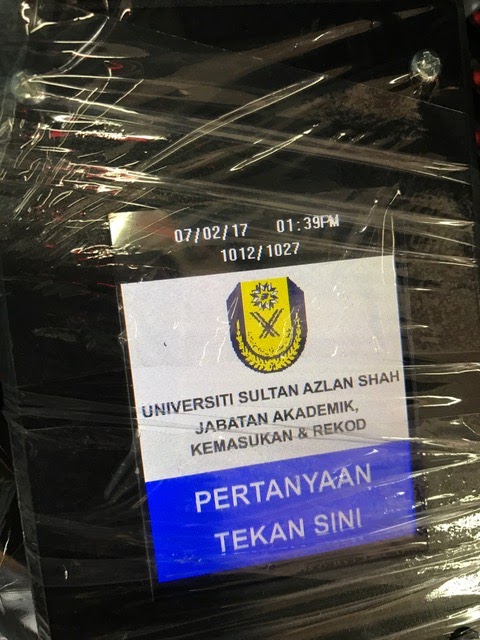 07/02/17 01:39PM
1012/1027
UNIVERSITI SULTAN AZLAN SHAH
JABATAN AKADEMIK,
KEMASUKAN & REKOD
PERTANYAAN
TEKAN SINI